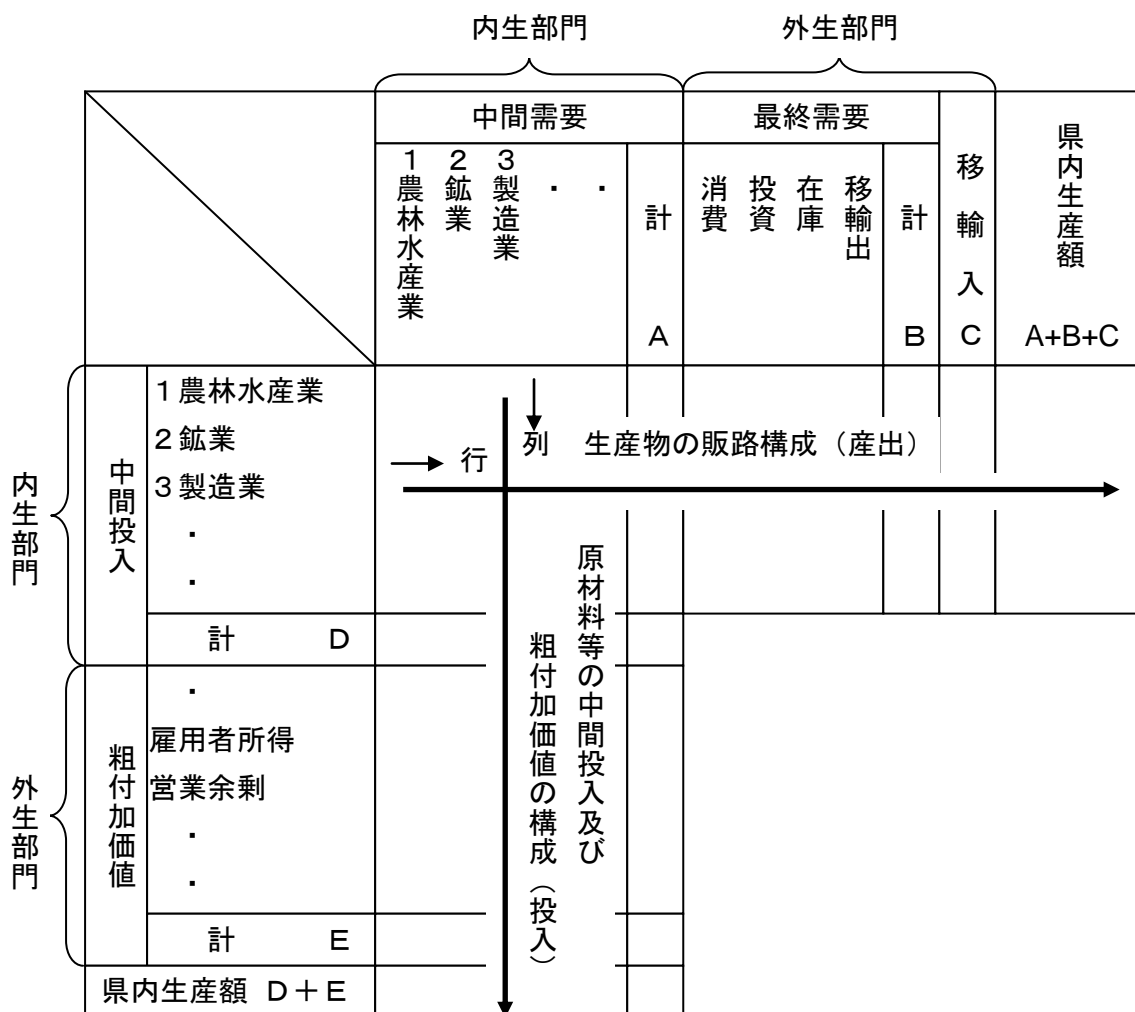 内生部門
外生部門
中間需要
最終需要
1農林水産業
2鉱業
3製造業
・
・
計
A
消費
投資
在庫
移輸出
計
B
移輸入
C
県内生産額
A+B+C
内生部門
中間投入
1農林水産業
2鉱業
3製造業
・
・
計 D
行
列
生産物の販路構成（産出）
原材料等の中間投入及び
粗付加価値の構成（投入）
外生部門
粗付加価値
・
雇用者所得
営業余剰
・
・
計 E
県内生産額 D＋E